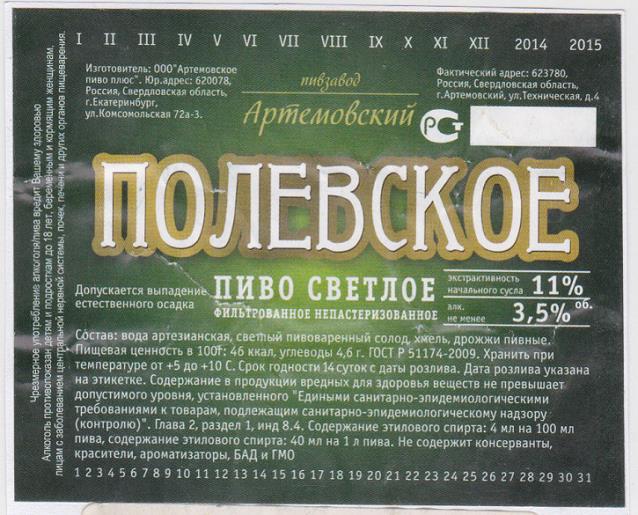 I II III IV V VI VII VIII IX X XI XII 2014 2015
Изготовитель: ООО"Артемовское
пиво плюс". Юр.адрес: 620078,
Россия, Свердловская область,
г.Екатеринбург,
ул.Комсомольская 72а-3.
пивзавод
Артемовский
Фактический адрес: 623780,
Россия, Свердловская область,
г.Артемовский, ул.Техническая, д.4
РСТ
ПОЛЕВСКОЕ
Допускается выпадение
естественного осадка
ПИВО СВЕТЛОЕ
ФИЛЬТРОВАННОЕ НЕПАСТЕРИЗОВАННОЕ
экстрактивность
начального сусла 11%
алк.
не менее 3,5% об.
Состав: вода артезианская, светлый пивоваренный солод, хмель, дрожжи пивные.
Пищевая ценность в 100г: 46 ккал, углеводы 4,6 г. ГОСТ Р 51174-2009. Хранить при
температуре от +5 до +10 С. Срок годности 14 суток с даты розлива. Дата розлива указана
на этикетке. Содержание в продукции вредных для здоровья веществ не превышает
допустимого уровня, установленного "Едиными санитарно-эпидемиологическими
требованиями к товарам, подлежащим санитарно-эпидемиологическому надзору
(контролю)". Глава 2, раздел 1, инд 8.4. Содержание этилового спирта: 4 мл на 100 мл
пива, содержание этилового спирта: 40 мл на 1 л пива. Не содержит консерванты,
красители, ароматизаторы, БАД и ГМО
1 2 3 4 5 6 7 8 9 10 11 12 13 14 15 16 17 18 19 20 21 22 23 24 25 26 27 28 29 30 31
Чрезмерное употребление алкоголя/пива вредит Вашему здоровью
Алкоголь противопоказан детям и подросткам до 18 лет, беременным и кормящим женщинам,
лицам с заболеванием центральной нервной системы, почек, печени и других органов пищеварения.